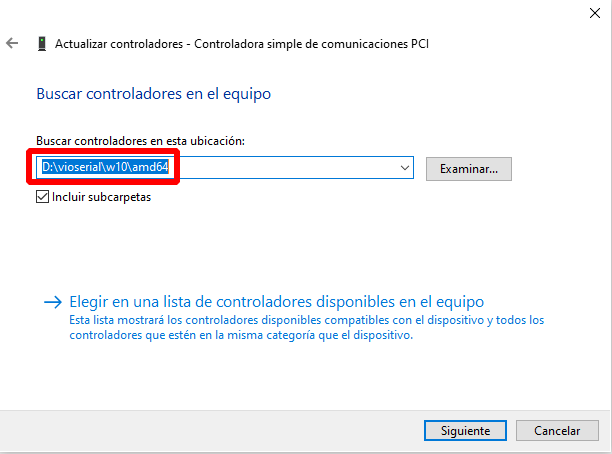 Actualizar controladores - Controladora simple de comunicaciones PCI
Buscar controladores en el equipo
Buscar controladores en esta ubicación:
D:\vioserial\w10\amd64
Examinar...
Incluir subcarpetas
Elegir en una lista de controladores disponibles en el equipo
Esta lista mostrará los controladores disponibles compatibles con el dispositivo y todos los
controladores que estén en la misma categoría que el dispositivo.
Siguiente
Cancelar